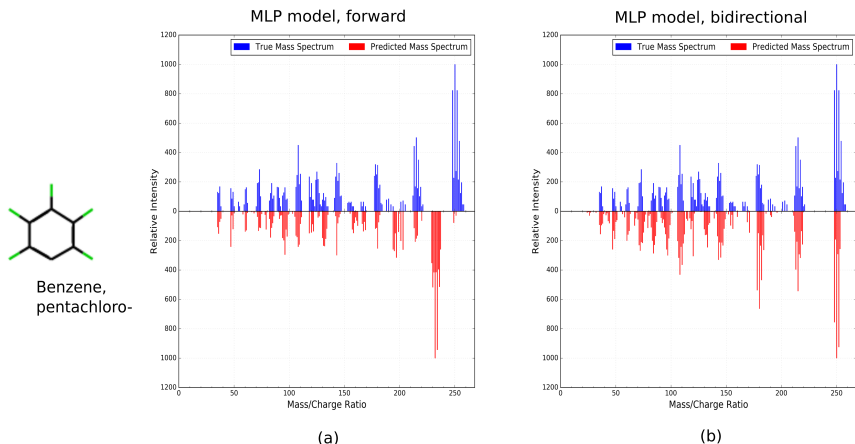 MLP model, forward
MLP model, bidirectional
True Mass Spectrum
Predicted Mass Spectrum
1200
1000
800
600
400
200
0
200
400
600
800
1000
1200
Relative Intensity
0
50
100
150
200
250
Mass/Charge Ratio
(a)
True Mass Spectrum
Predicted Mass Spectrum
1200
1000
800
600
400
200
0
200
400
600
800
1000
1200
Relative Intensity
0
50
100
150
200
250
Mass/Charge Ratio
(b)
Benzene,
pentachloro-